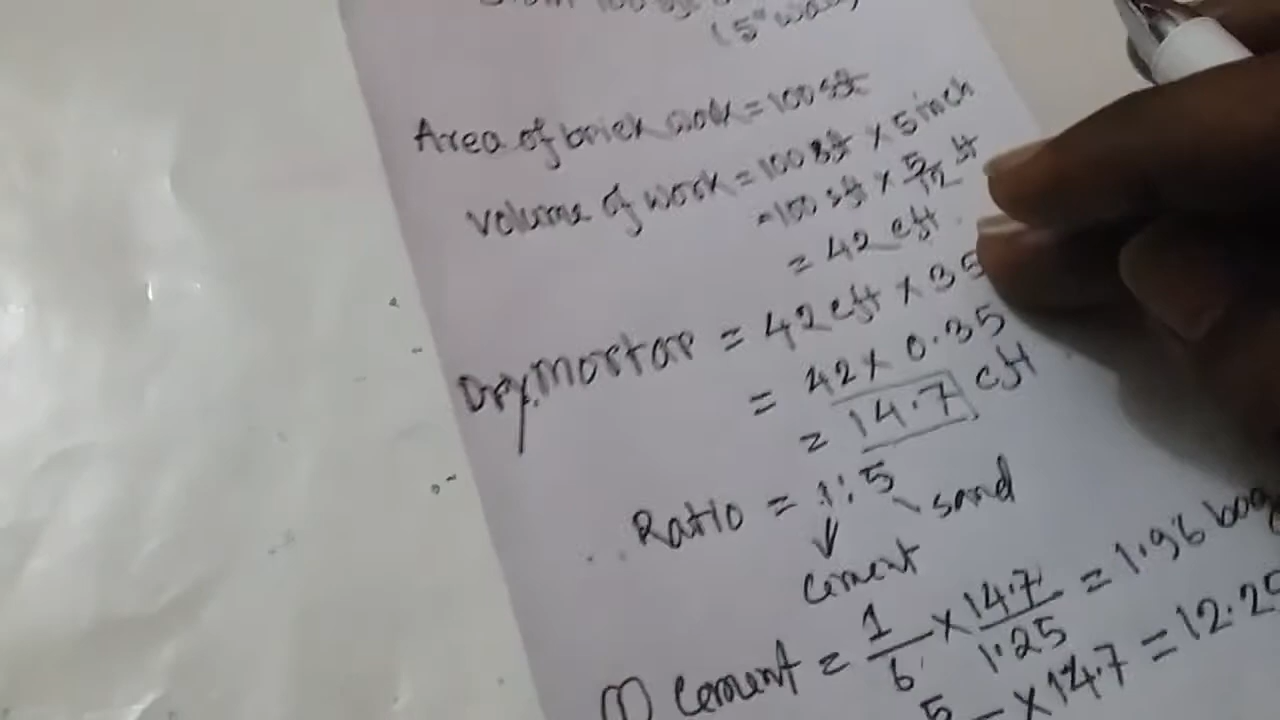 (5" wall)
Area of brick work = 100 sft
Volume of work = 100 sft × 5 inch
= 100 sft × 5/12 ft
= 42 cft
Dry Mortar = 42 cft × 35
= 42 × 0.35
= 14.7 cft
Ratio = 1:5
sand
Cement
(1) Cement = 1/6 × 14.7/1.25 = 1.96 bag
5 × 14.7 = 12.25